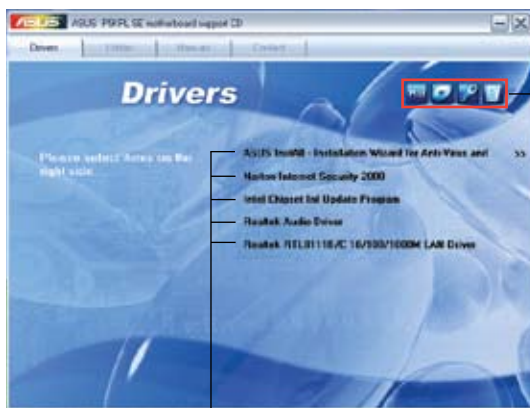 ASUS P5KPL SE motherboard support CD
Drivers Utilities Manuals Contact
Drivers
Please select items on the
right side.
ASUS InstAll - Installation Wizard for Anti-Virus and >>
Norton Internet Security
Intel Chipset Inf Update Program
Realtek Audio Driver
Realtek 10/100/1000M LAN Driver